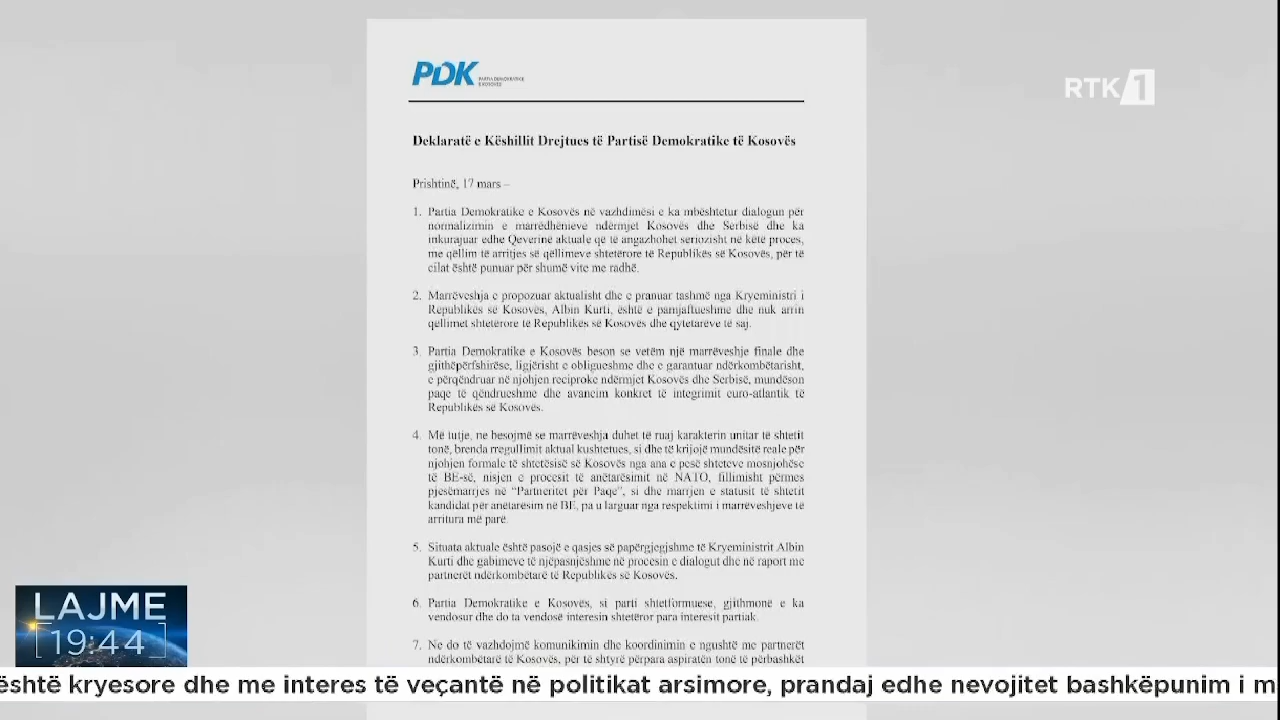 PDK PARTIA DEMOKRATIKE
E KOSOVËS
RTK 1
Deklaratë e Këshillit Drejtues të Partisë Demokratike të Kosovës
Prishtinë, 17 mars –
1. Partia Demokratike e Kosovës në vazhdimësi e ka mbështetur dialogun për
normalizimin e marrëdhënieve ndërmjet Kosovës dhe Serbisë dhe ka
inkurajuar edhe Qeverinë aktuale që të angazhohet seriozisht në këtë proces,
me qëllim të arritjes së qëllimeve shtetërore të Republikës së Kosovës, për të
cilat është punuar për shumë vite me radhë.
2. Marrëveshja e propozuar aktualisht dhe e pranuar tashmë nga Kryeministri i
Republikës së Kosovës, Albin Kurti, është e pamjaftueshme dhe nuk arrin
qëllimet shtetërore të Republikës së Kosovës dhe qytetarëve të saj.
3. Partia Demokratike e Kosovës beson se vetëm një marrëveshje finale dhe
gjithëpërfshirëse, ligjërisht e obligueshme dhe e garantuar ndërkombëtarisht,
e përqëndruar në njohjen reciproke ndërmjet Kosovës dhe Serbisë, mundëson
paqe të qëndrueshme dhe avancim konkret të integrimit euro-atlantik të
Republikës së Kosovës.
4. Më tutje, ne besojmë se marrëveshja duhet të ruaj karakterin unitar të shtetit
tonë, brenda rregullimit aktual kushtetues, si dhe të krijojë mundësitë reale për
njohjen formale të shtetësisë së Kosovës nga ana e pesë shteteve mosnjohëse
të BE-së, nisjen e procesit të anëtarësimit në NATO, fillimisht përmes
pjesëmarrjes në “Partneritet për Paqe”, si dhe marrjen e statusit të shtetit
kandidat për anëtarësim në BE, pa u larguar nga respektimi i marrëveshjeve të
arritura më parë.
5. Situata aktuale është pasojë e qasjes së papërgjegjshme të Kryeministrit Albin
Kurti dhe gabimeve të njëpasnjëshme në procesin e dialogut dhe në raport me
partnerët ndërkombëtarë të Republikës së Kosovës.
6. Partia Demokratike e Kosovës, si parti shtetformuese, gjithmonë e ka
vendosur dhe do ta vendosë interesin shtetëror para interesit partiak.
7. Ne do të vazhdojmë komunikimin dhe koordinimin e ngushtë me partnerët
ndërkombëtarë të Kosovës, për të shtyrë përpara aspiratën tonë të përbashkët
LAJME
19:44
është kryesore dhe me interes të veçantë në politikat arsimore, prandaj edhe nevojitet bashkëpunim i m